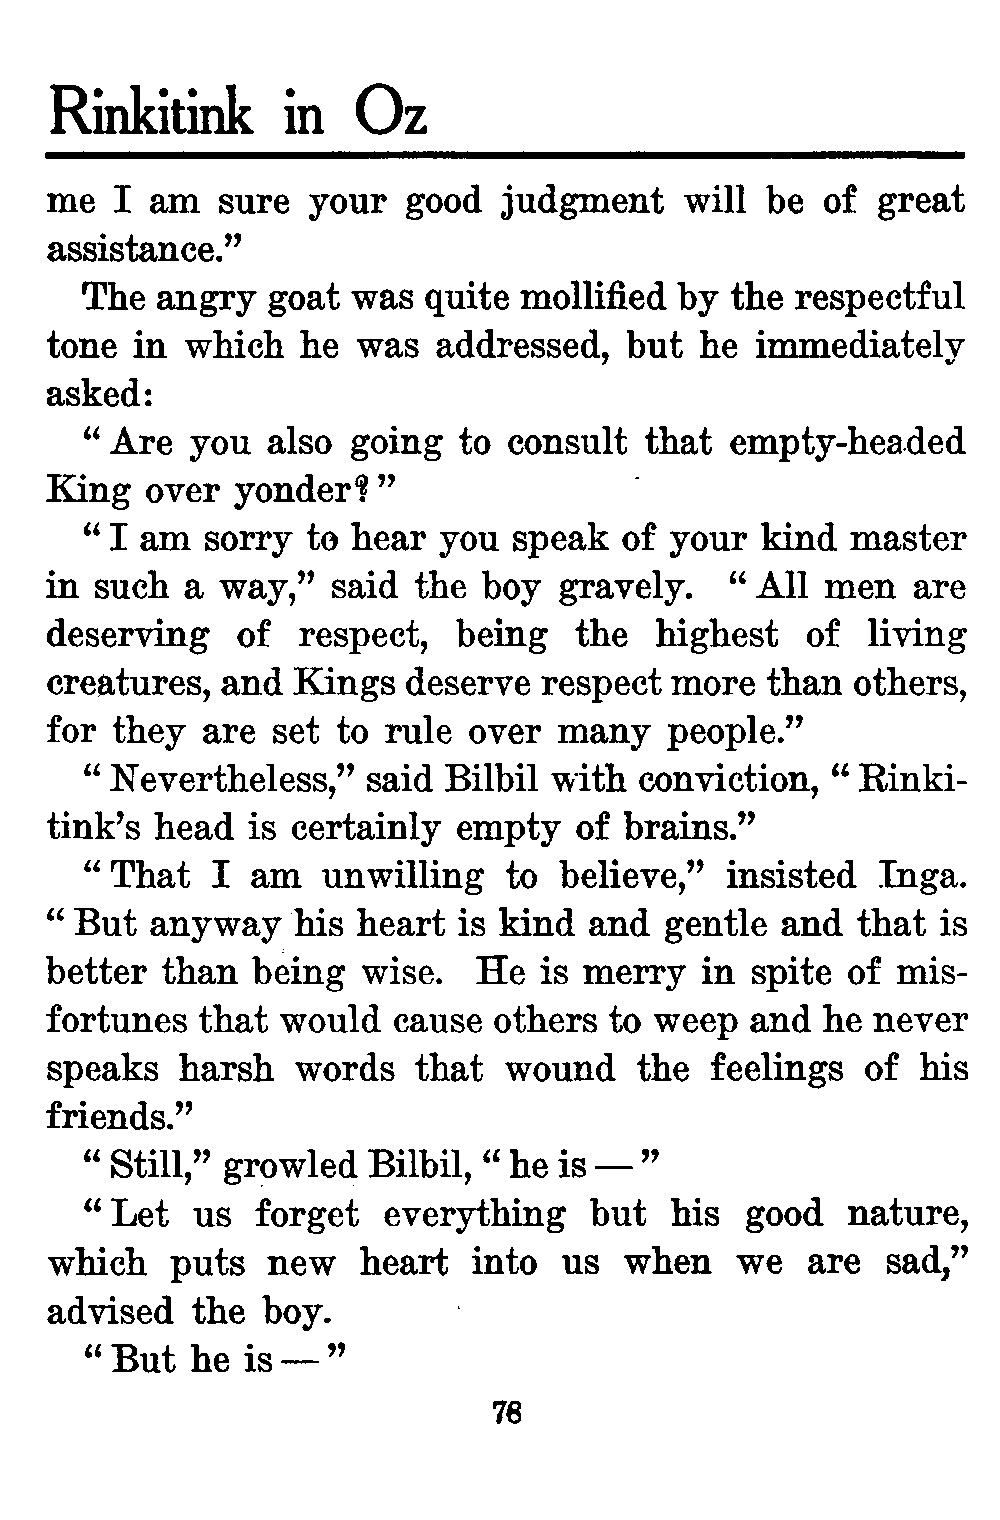 Rinkitink in Oz
me I am sure your good judgment will be of great
assistance.”
The angry goat was quite mollified by the respectful
tone in which he was addressed, but he immediately
asked:
“ Are you also going to consult that empty-headed
King over yonder? ”
“ I am sorry to hear you speak of your kind master
in such a way,” said the boy gravely. “ All men are
deserving of respect, being the highest of living
creatures, and Kings deserve respect more than others,
for they are set to rule over many people.”
“ Nevertheless,” said Bilbil with conviction, “ Rinki-
tink’s head is certainly empty of brains.”
“ That I am unwilling to believe,” insisted Inga.
“ But anyway his heart is kind and gentle and that is
better than being wise. He is merry in spite of mis-
fortunes that would cause others to weep and he never
speaks harsh words that wound the feelings of his
friends.”
“ Still,” growled Bilbil, “ he is — ”
“ Let us forget everything but his good nature,
which puts new heart into us when we are sad,”
advised the boy.
“ But he is — ”
78